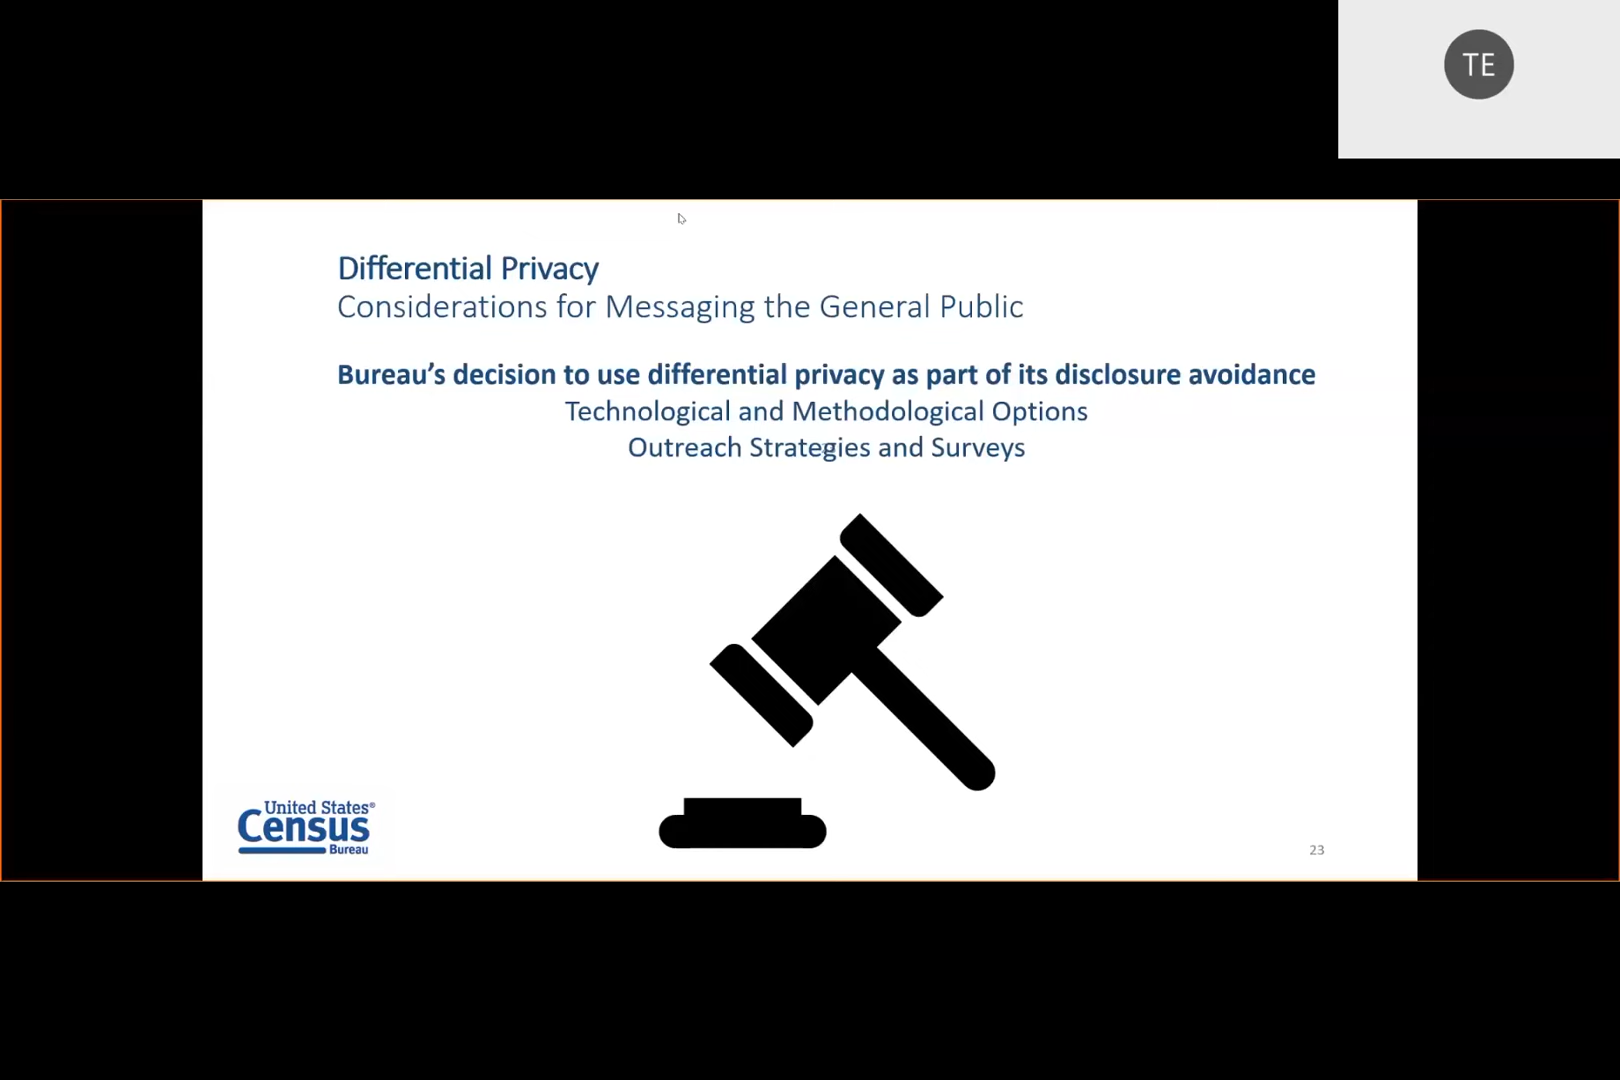 TE
Differential Privacy
Considerations for Messaging the General Public
Bureau’s decision to use differential privacy as part of its disclosure avoidance
Technological and Methodological Options
Outreach Strategies and Surveys
United States®
Census
Bureau
23